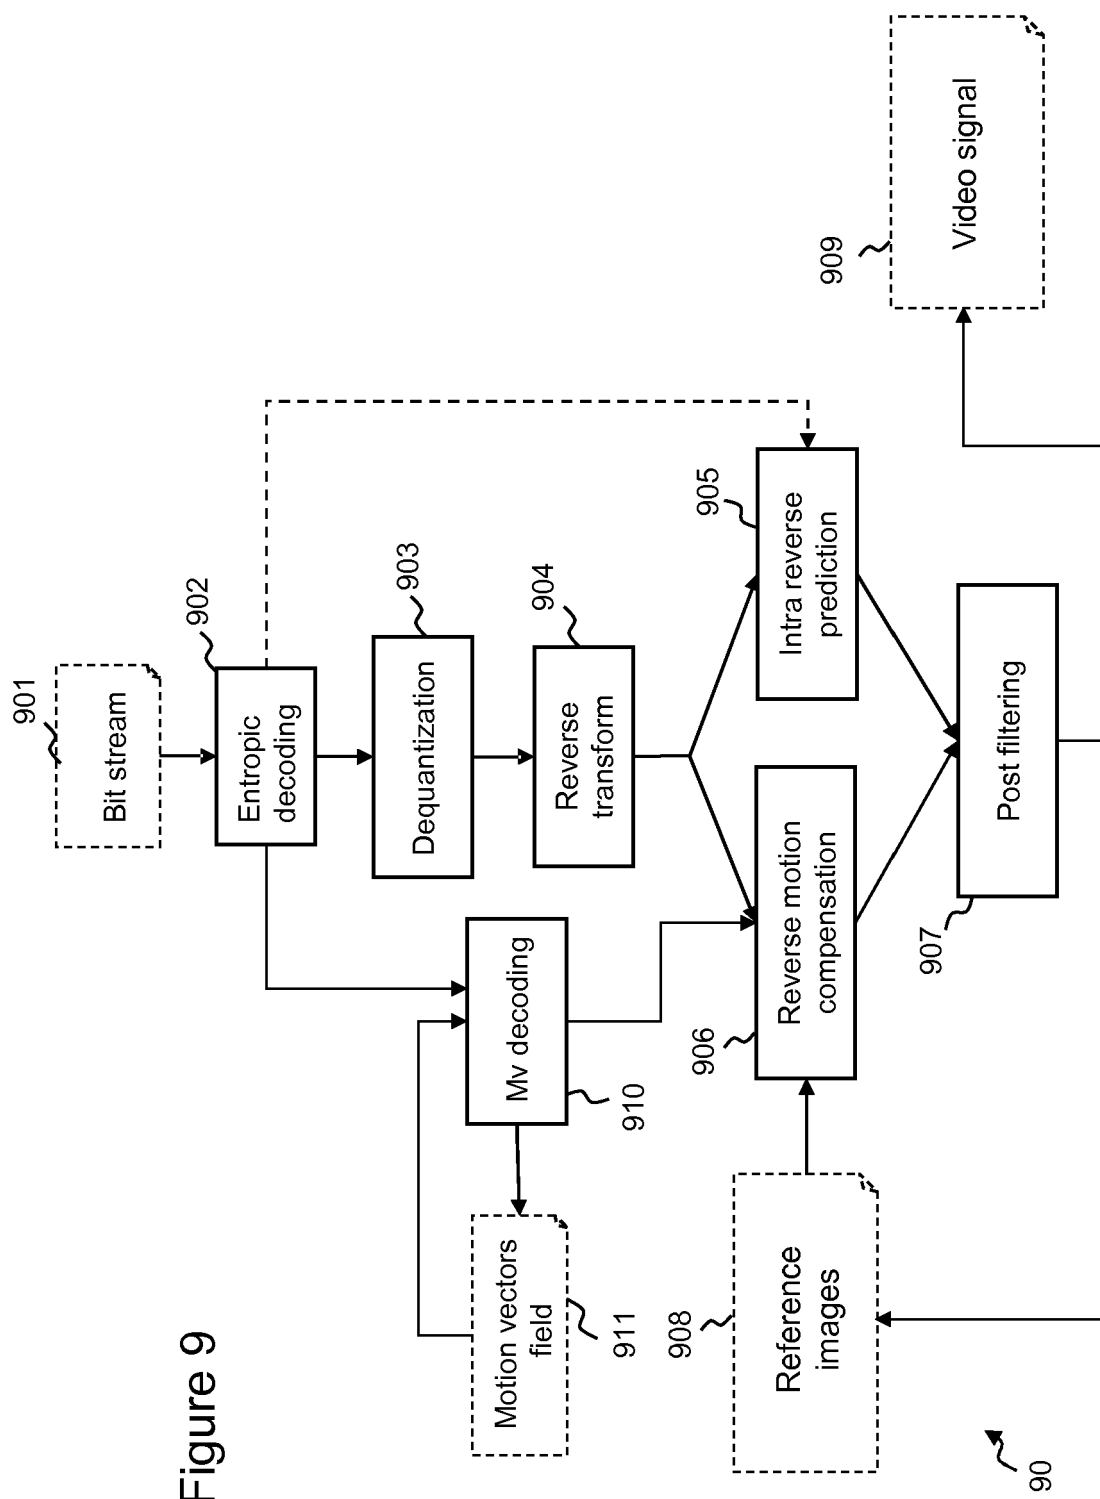 Figure 9
901
Bit stream
902
Entropic
decoding
903
Dequantization
904
Reverse
transform
905
Intra reverse
prediction
Mv decoding
910
Motion vectors
field
911
Reverse motion
compensation
906
Reference
images
908
Post filtering
907
Video signal
909
90